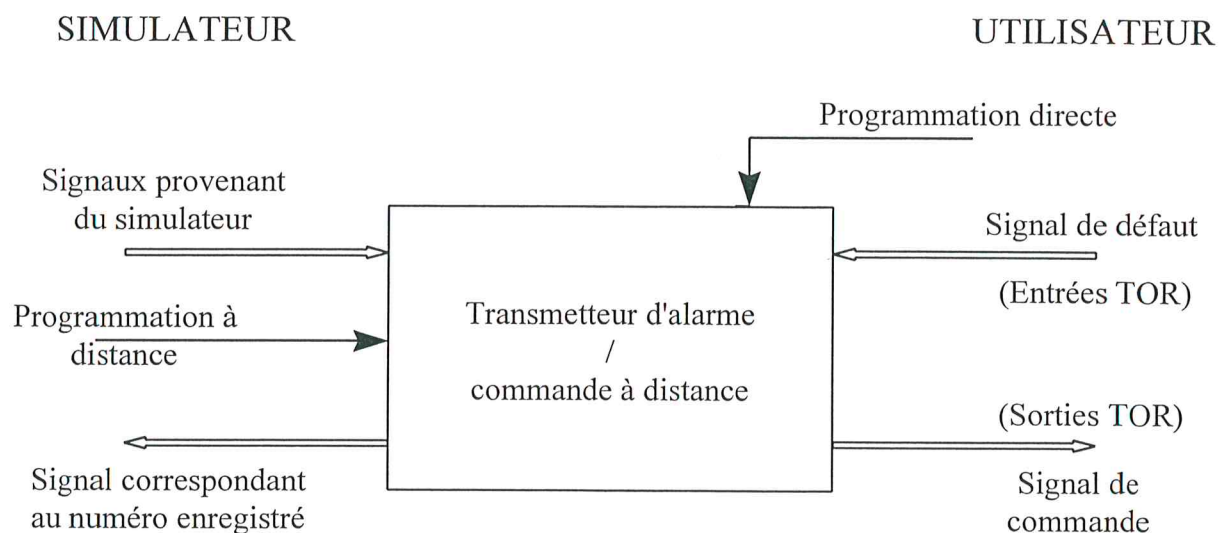 SIMULATEUR
UTILISATEUR
Programmation directe
Signaux provenant
du simulateur
Signal de défaut
(Entrées TOR)
Programmation à
distance
Transmetteur d'alarme
/
commande à distance
(Sorties TOR)
Signal correspondant
au numéro enregistré
Signal de
commande